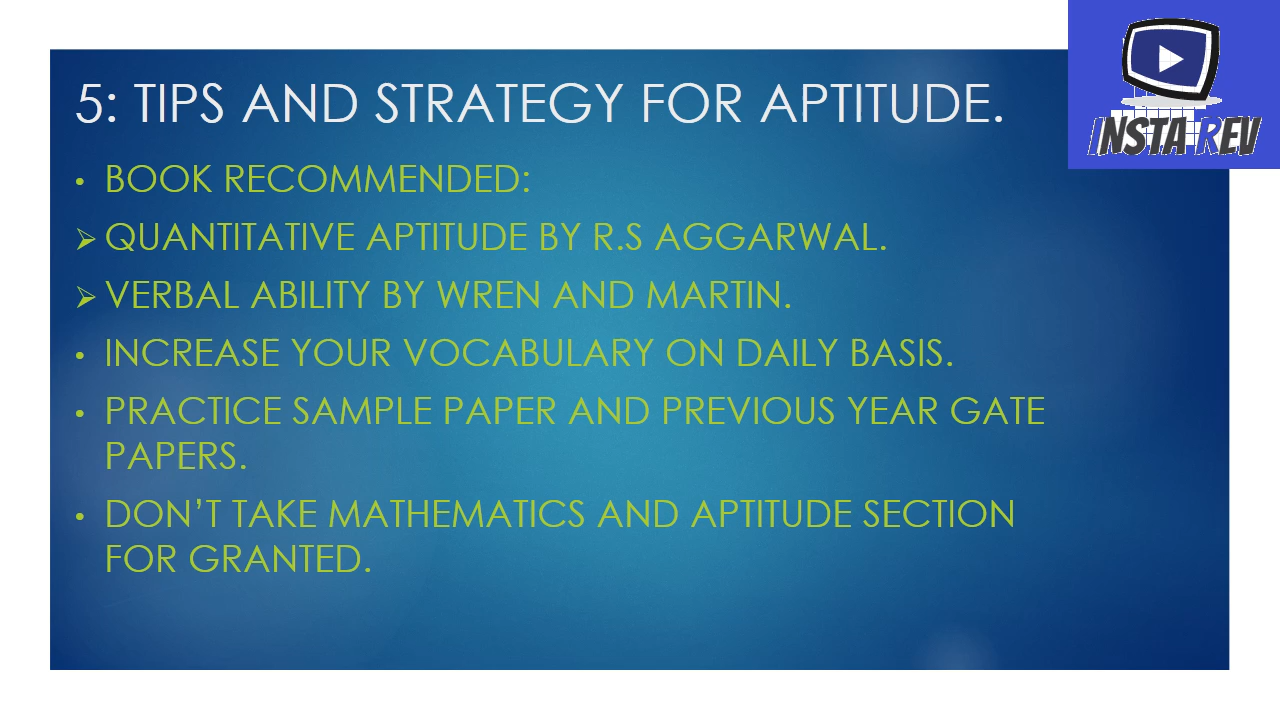 5: TIPS AND STRATEGY FOR APTITUDE.
INSTA REV
• BOOK RECOMMENDED:
➢ QUANTITATIVE APTITUDE BY R.S AGGARWAL.
➢ VERBAL ABILITY BY WREN AND MARTIN.
• INCREASE YOUR VOCABULARY ON DAILY BASIS.
• PRACTICE SAMPLE PAPER AND PREVIOUS YEAR GATE
PAPERS.
• DON’T TAKE MATHEMATICS AND APTITUDE SECTION
FOR GRANTED.